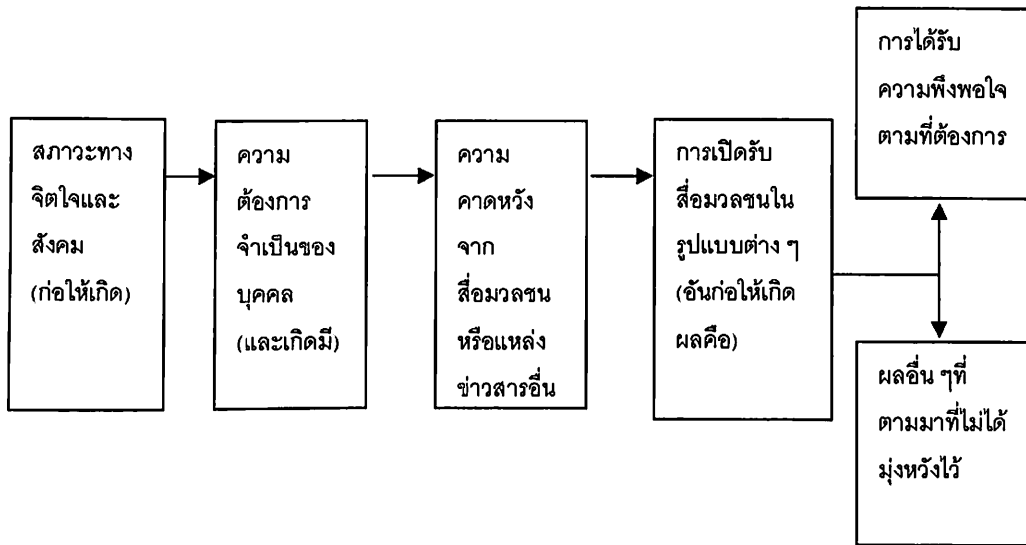 สภาวะทาง
จิตใจและ
สังคม
(ก่อให้เกิด)
ความ
ต้องการ
จำเป็นของ
บุคคล
(และเกิดมี)
ความ
คาดหวัง
จาก
สื่อมวลชน
หรือแหล่ง
ข่าวสารอื่น
การเปิดรับ
สื่อมวลชนใน
รูปแบบต่าง ๆ
(อันก่อให้เกิด
ผลคือ)
การได้รับ
ความพึงพอใจ
ตามที่ต้องการ
ผลอื่น ๆที่
ตามมาที่ไม่ได้
มุ่งหวังไว้